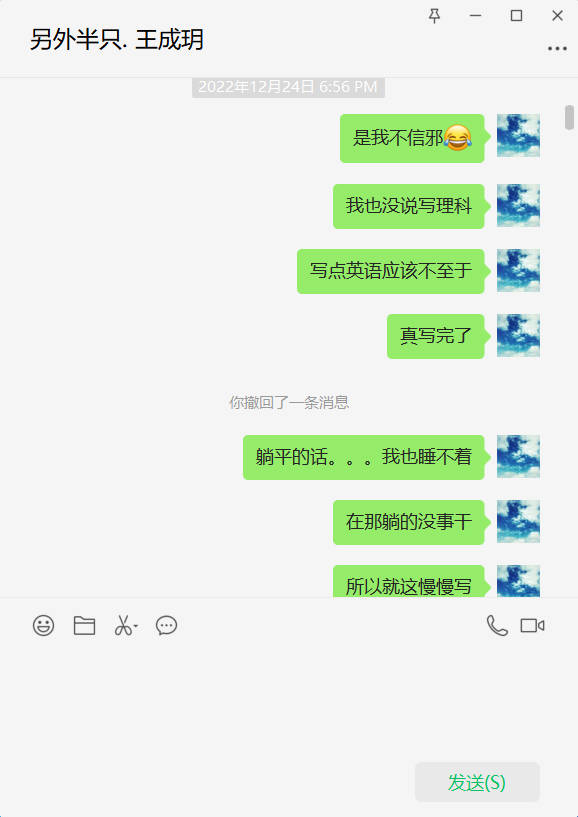 另外半只. 王成玥
2022年12月24日 6:56 PM
是我不信邪😂
我也没说写理科
写点英语应该不至于
真写完了
你撤回了一条消息
躺平的话。。。我也睡不着
在那躺的没事干
所以就这慢慢写
发送(S)